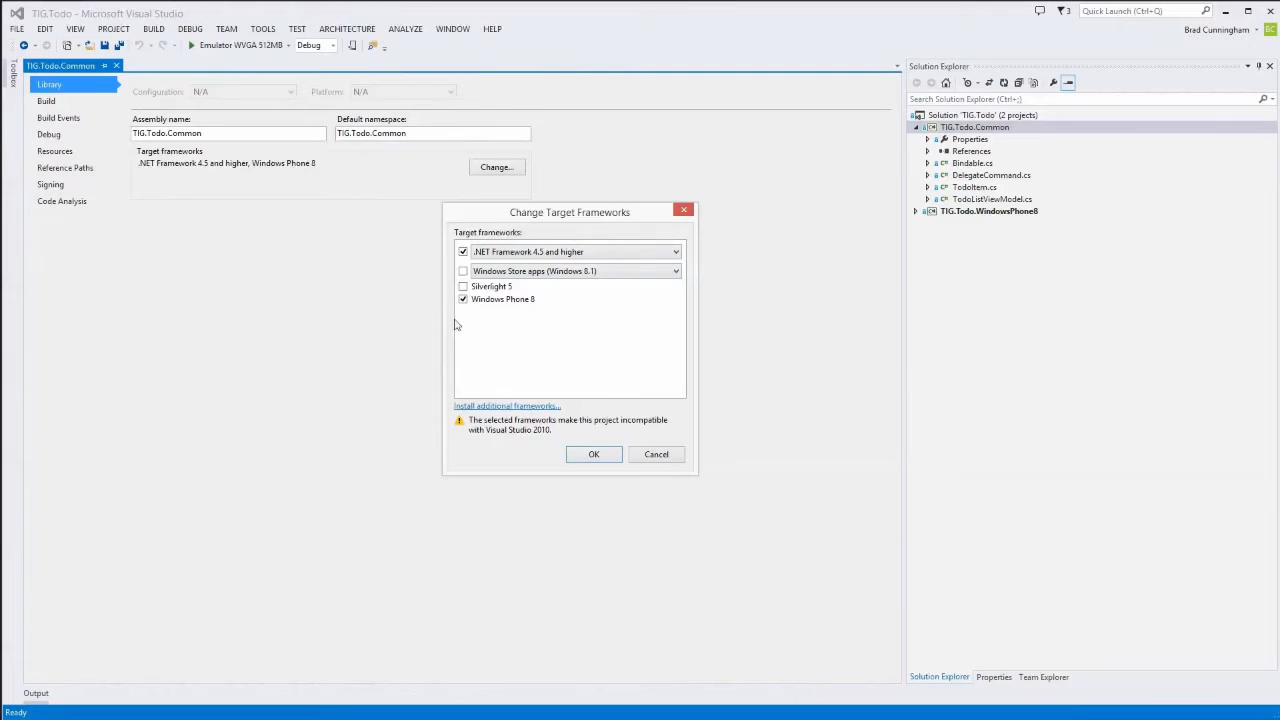 TIG.Todo - Microsoft Visual Studio
3
Quick Launch (Ctrl+Q)
FILE EDIT VIEW PROJECT BUILD DEBUG TEAM TOOLS TEST ARCHITECTURE ANALYZE WINDOW HELP
Brad Cunningham BC
Emulator WVGA 512MB Debug
Toolbox
TIG.Todo.Common
Library
Build
Build Events
Debug
Resources
Reference Paths
Signing
Code Analysis
Configuration: N/A Platform: N/A
Assembly name: Default namespace:
TIG.Todo.Common TIG.Todo.Common
Target frameworks
.NET Framework 4.5 and higher, Windows Phone 8
Change...
Change Target Frameworks
Target frameworks:
.NET Framework 4.5 and higher
Windows Store apps (Windows 8.1)
Silverlight 5
Windows Phone 8
Install additional frameworks...
The selected frameworks make this project incompatible
with Visual Studio 2010.
OK Cancel
Solution Explorer
Search Solution Explorer (Ctrl+;)
Solution 'TIG.Todo' (2 projects)
TIG.Todo.Common
Properties
References
Bindable.cs
DelegateCommand.cs
TodoItem.cs
TodoListViewModel.cs
TIG.Todo.WindowsPhone8
Solution Explorer Properties Team Explorer
Output
Ready